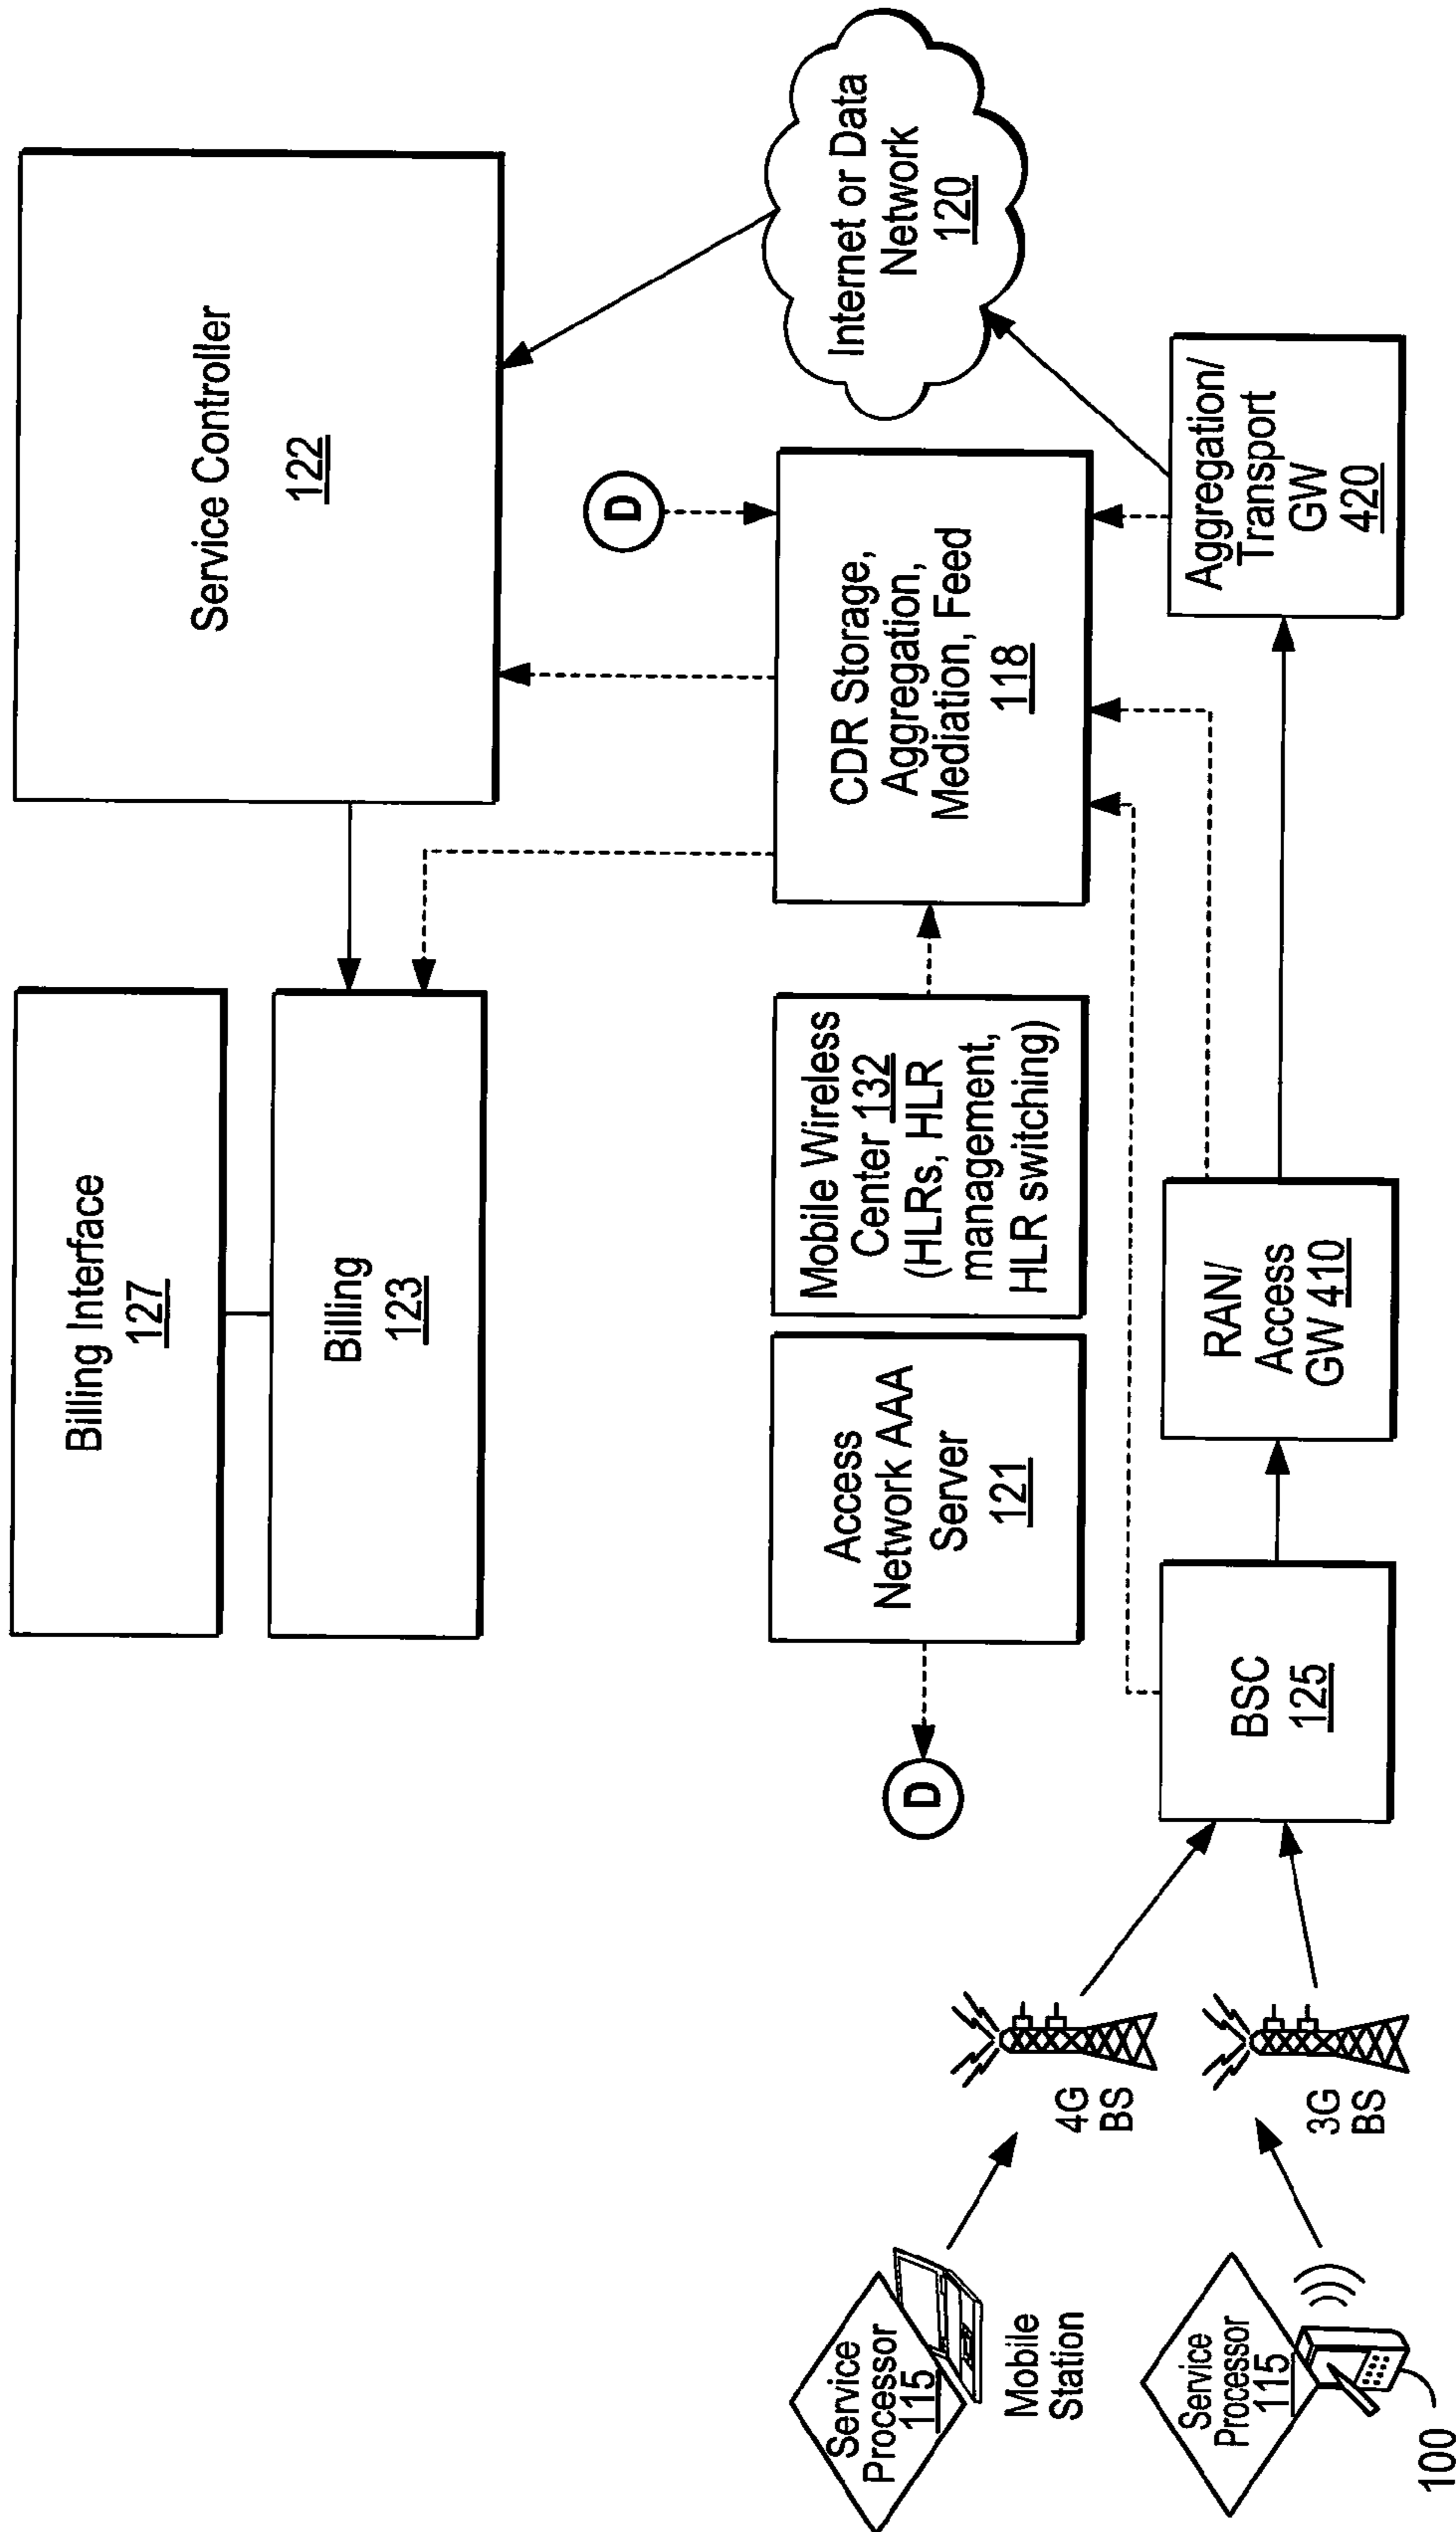 Billing Interface
127
Service Controller
122
Billing
123
D
Service
Processor
115
Mobile
Station
4G
BS
D
Access
Network AAA
Server
121
Mobile Wireless
Center 132
(HLRs, HLR
management,
HLR switching)
CDR Storage,
Aggregation,
Mediation, Feed
118
Internet or Data
Network
120
Service
Processor
115
100
3G
BS
BSC
125
RAN/
Access
GW 410
Aggregation/
Transport
GW
420